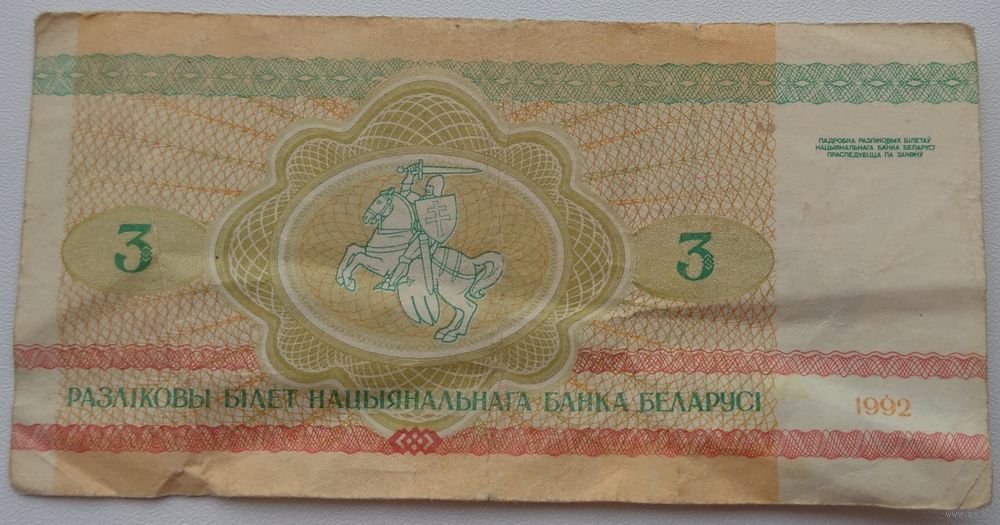 ПАДРОБКА РАЗЛІКОВЫХ БІЛЕТАЎ
НАЦЫЯНАЛЬНАГА БАНКА БЕЛАРУСІ
ПРАСЛЕДУЕЦЦА ПА ЗАКОНУ
3
3
РАЗЛІКОВЫ БІЛЕТ НАЦЫЯНАЛЬНАГА БАНКА БЕЛАРУСІ
1992